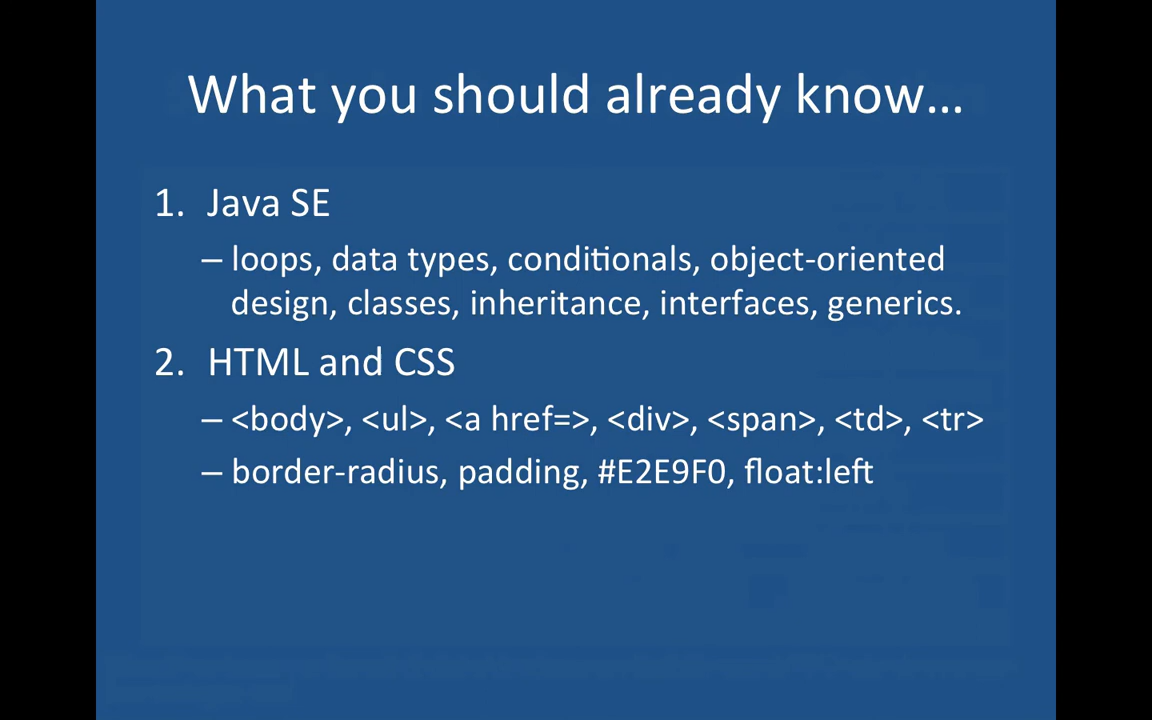 What you should already know…
1. Java SE
– loops, data types, conditionals, object-oriented
design, classes, inheritance, interfaces, generics.
2. HTML and CSS
– <body>, <ul>, <a href=>, <div>, <span>, <td>, <tr>
– border-radius, padding, #E2E9F0, float:left